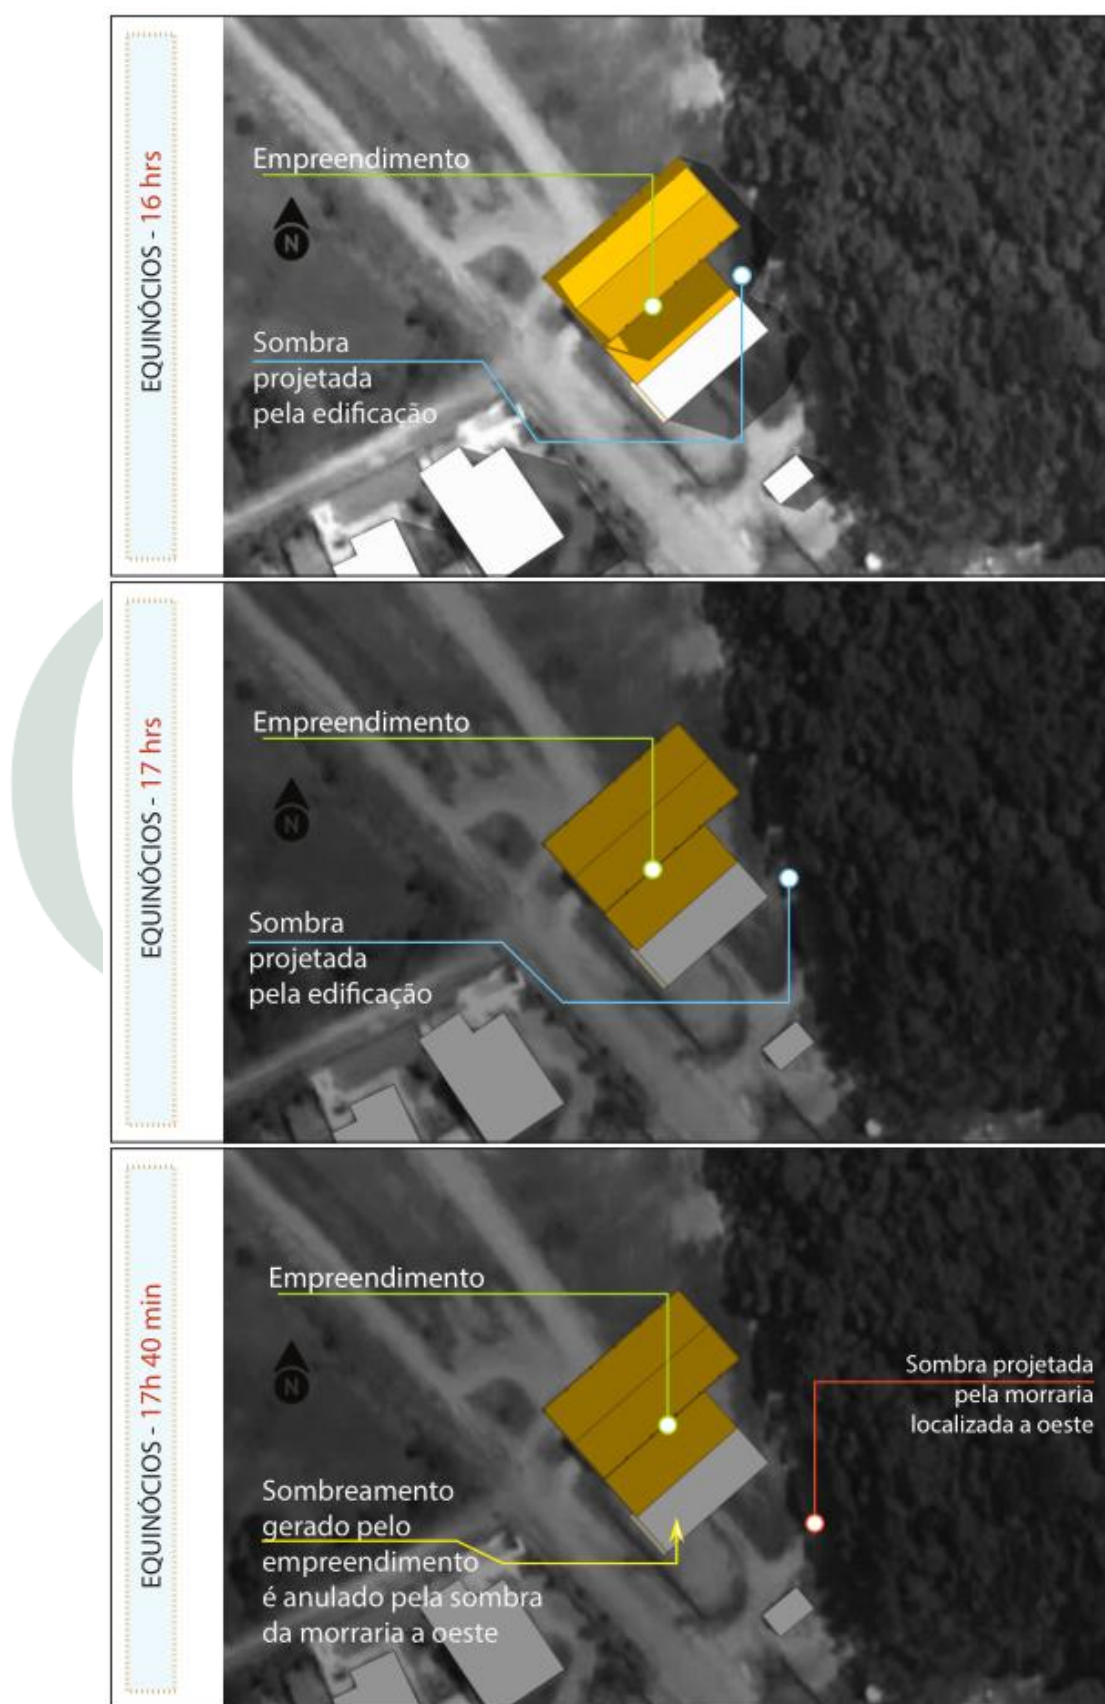 EQUINÓCIOS - 16 hrs
Empreendimento
N
Sombra
projetada
pela edificação
EQUINÓCIOS - 17 hrs
Empreendimento
N
Sombra
projetada
pela edificação
EQUINÓCIOS - 17h 40 min
Empreendimento
N
Sombra projetada
pela morraria
localizada a oeste
Sombreamento
gerado pelo
empreendimento
é anulado pela sombra
da morraria a oeste